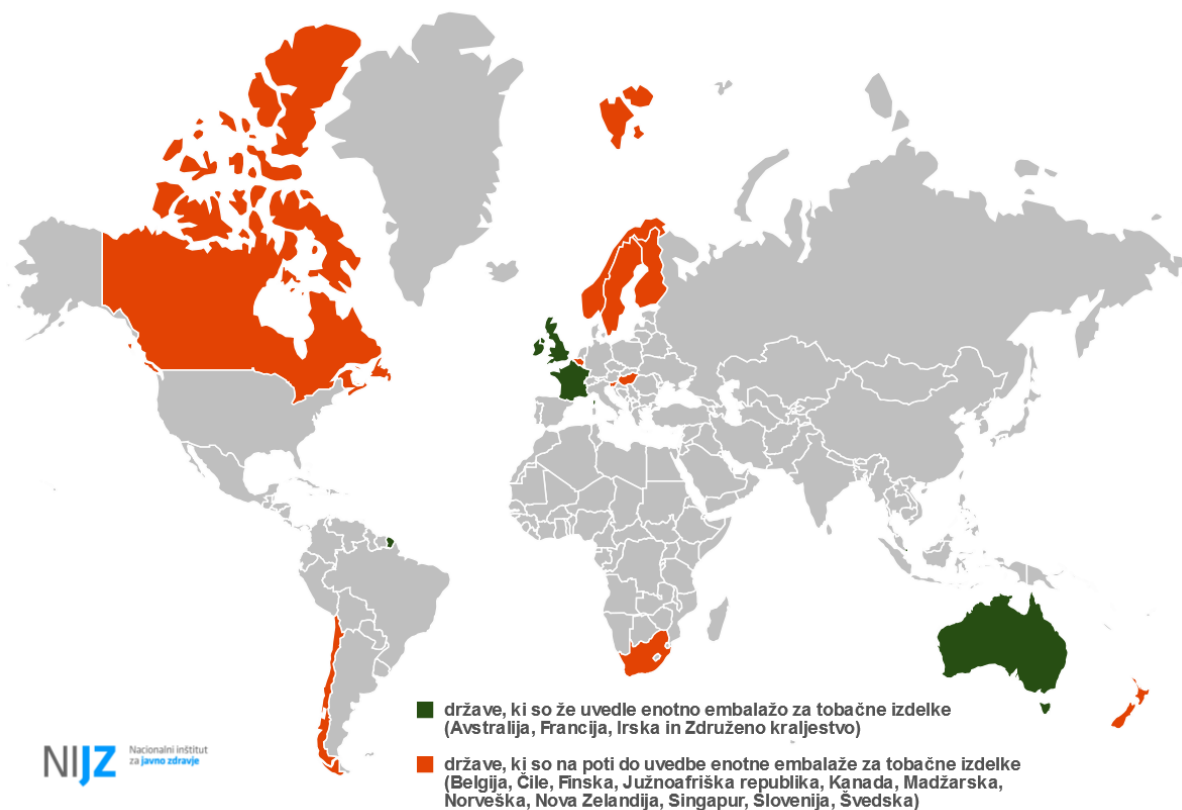 države, ki so že uvedle enotno embalažo za tobačne izdelke
(Avstralija, Francija, Irska in Združeno kraljestvo)
države, ki so na poti do uvedbe enotne embalaže za tobačne izdelke
(Belgija, Čile, Finska, Južnoafriška republika, Kanada, Madžarska,
Norveška, Nova Zelandija, Singapur, Slovenija, Švedska)
NIJZ
Nacionalni inštitut
za javno zdravje